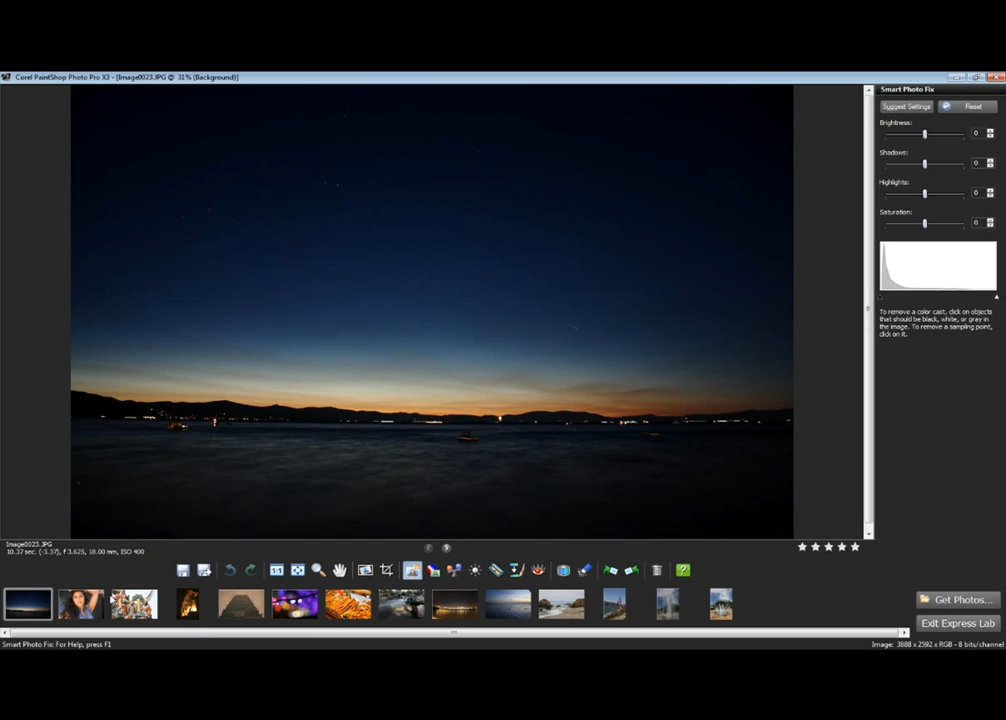 Corel PaintShop Photo Pro X3 - [Image0023.JPG @ 31% (Background)]
Smart Photo Fix
Suggest Settings
Reset
Brightness:
0
Shadows:
0
Highlights:
0
Saturation:
0
To remove a color cast, click on objects
that should be black, white, or gray in
the image. To remove a sampling point,
click on it.
Image0023.JPG
10.37 sec. (-3.37), f 3.625, 18.00 mm, ISO 400
1:1
Get Photos...
Exit Express Lab
Smart Photo Fix: For Help, press F1
Image: 3888 x 2592 x RGB - 8 bits/channel